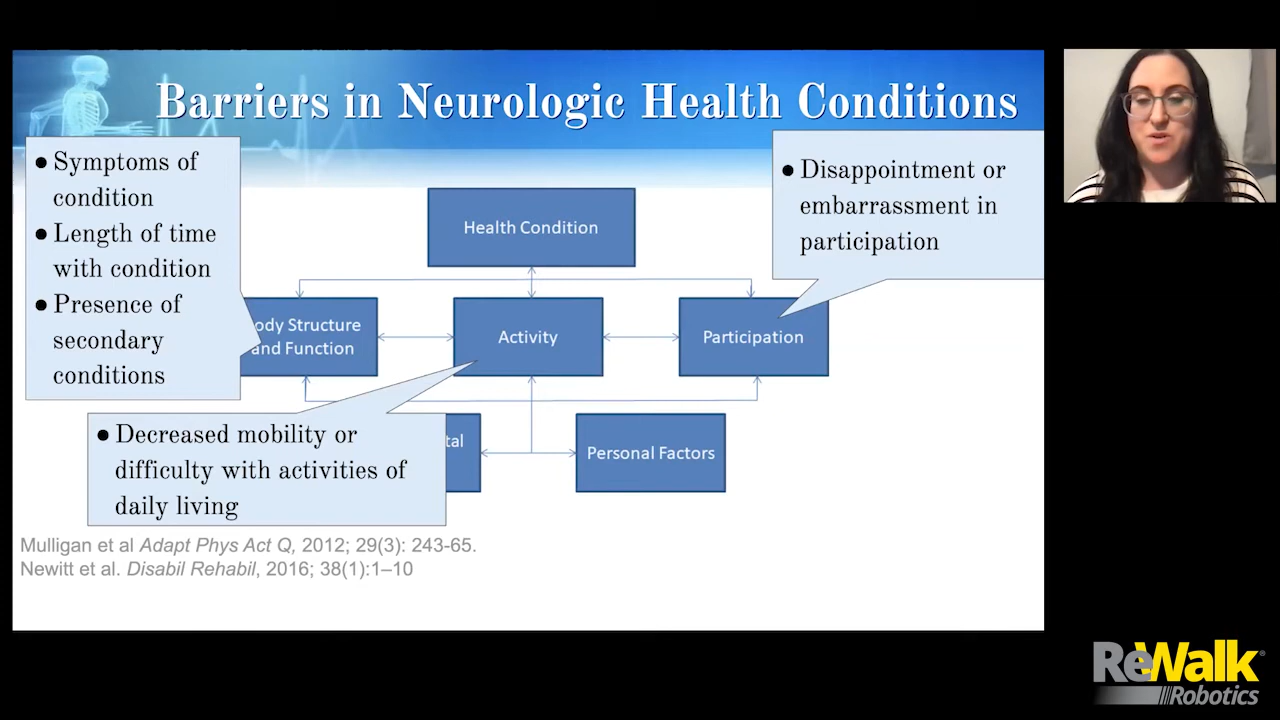 Barriers in Neurologic Health Conditions
● Symptoms of
condition
● Length of time
with condition
● Presence of
secondary
conditions
● Disappointment or
embarrassment in
participation
Health Condition
ody Structure
and Function
Activity
Participation
● Decreased mobility or
difficulty with activities of
daily living
tal
Personal Factors
Mulligan et al Adapt Phys Act Q, 2012; 29(3): 243-65.
Newitt et al. Disabil Rehabil, 2016; 38(1):1–10
ReWalk®
Robotics